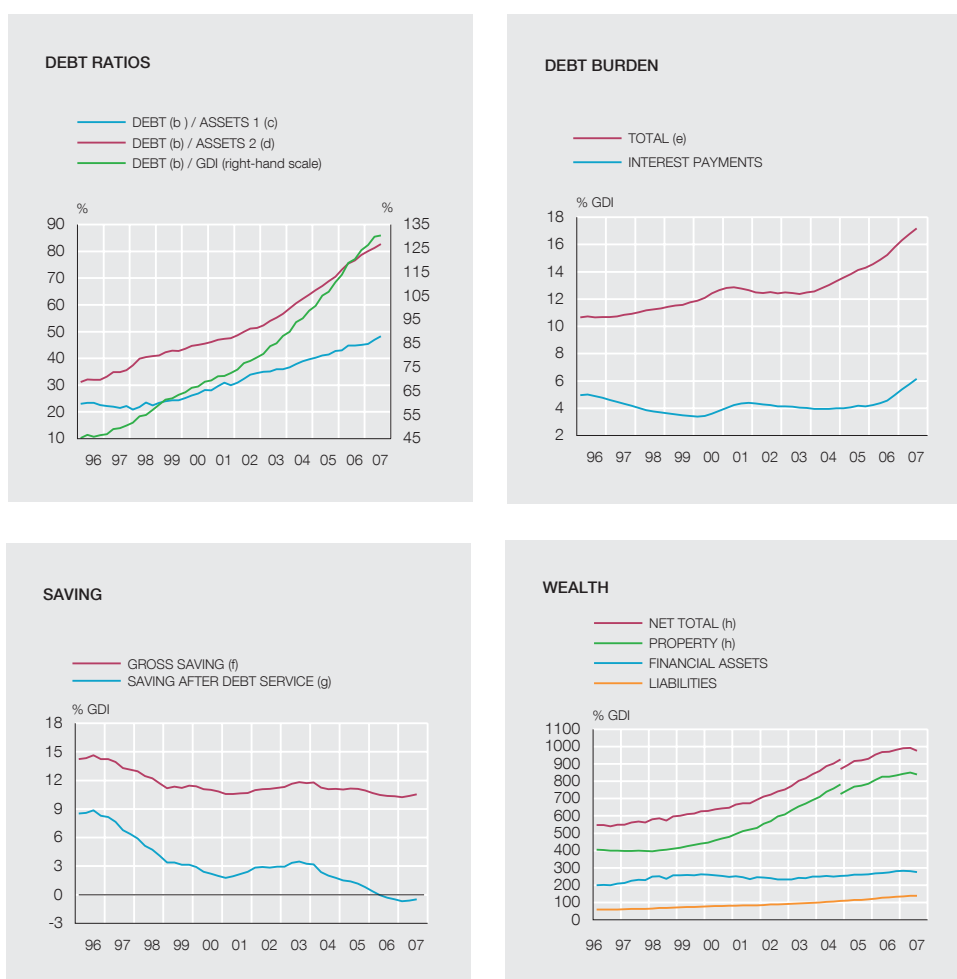 DEBT RATIOS
DEBT (b ) / ASSETS 1 (c)
DEBT (b) / ASSETS 2 (d)
DEBT (b) / GDI (right-hand scale)
% %
90 135
80 125
70 115
60 105
50 95
40 85
30 75
20 65
10 55
45
96 97 98 99 00 01 02 03 04 05 06 07
DEBT BURDEN
TOTAL (e)
INTEREST PAYMENTS
% GDI
18
16
14
12
10
8
6
4
2
96 97 98 99 00 01 02 03 04 05 06 07
SAVING
GROSS SAVING (f)
SAVING AFTER DEBT SERVICE (g)
% GDI
18
15
12
9
6
3
0
-3
96 97 98 99 00 01 02 03 04 05 06 07
WEALTH
NET TOTAL (h)
PROPERTY (h)
FINANCIAL ASSETS
LIABILITIES
% GDI
1100
1000
900
800
700
600
500
400
300
200
100
0
96 97 98 99 00 01 02 03 04 05 06 07